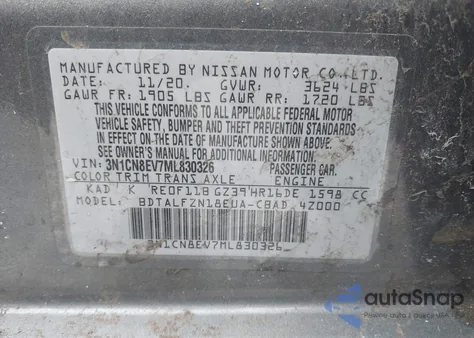 MANUFACTURED BY NISSAN MOTOR CO.,LTD.
DATE: 11/20. GVWR: 3624 LBS
GAWR FR: 1905 LBS GAWR RR: 1720 LBS
THIS VEHICLE CONFORMS TO ALL APPLICABLE FEDERAL MOTOR
VEHICLE SAFETY, BUMPER AND THEFT PREVENTION
STANDARDS IN EFFECT ON THE DATE OF MANUFACTURE SHOWN ABOVE.
SEE OWNER'S MANUAL FOR ADDITIONAL INFORMATION.
VIN: 3N1CN8EV7ML830326 PASSENGER CAR.
COLOR TRIM TRANS AXLE ENGINE
KAD K RE0F11B GZ39 HR16DE 1598 CC
MODEL: BDTALFZN18EUA-CBAD 4Z000
3N1CN8EV7ML830326
autoSnap